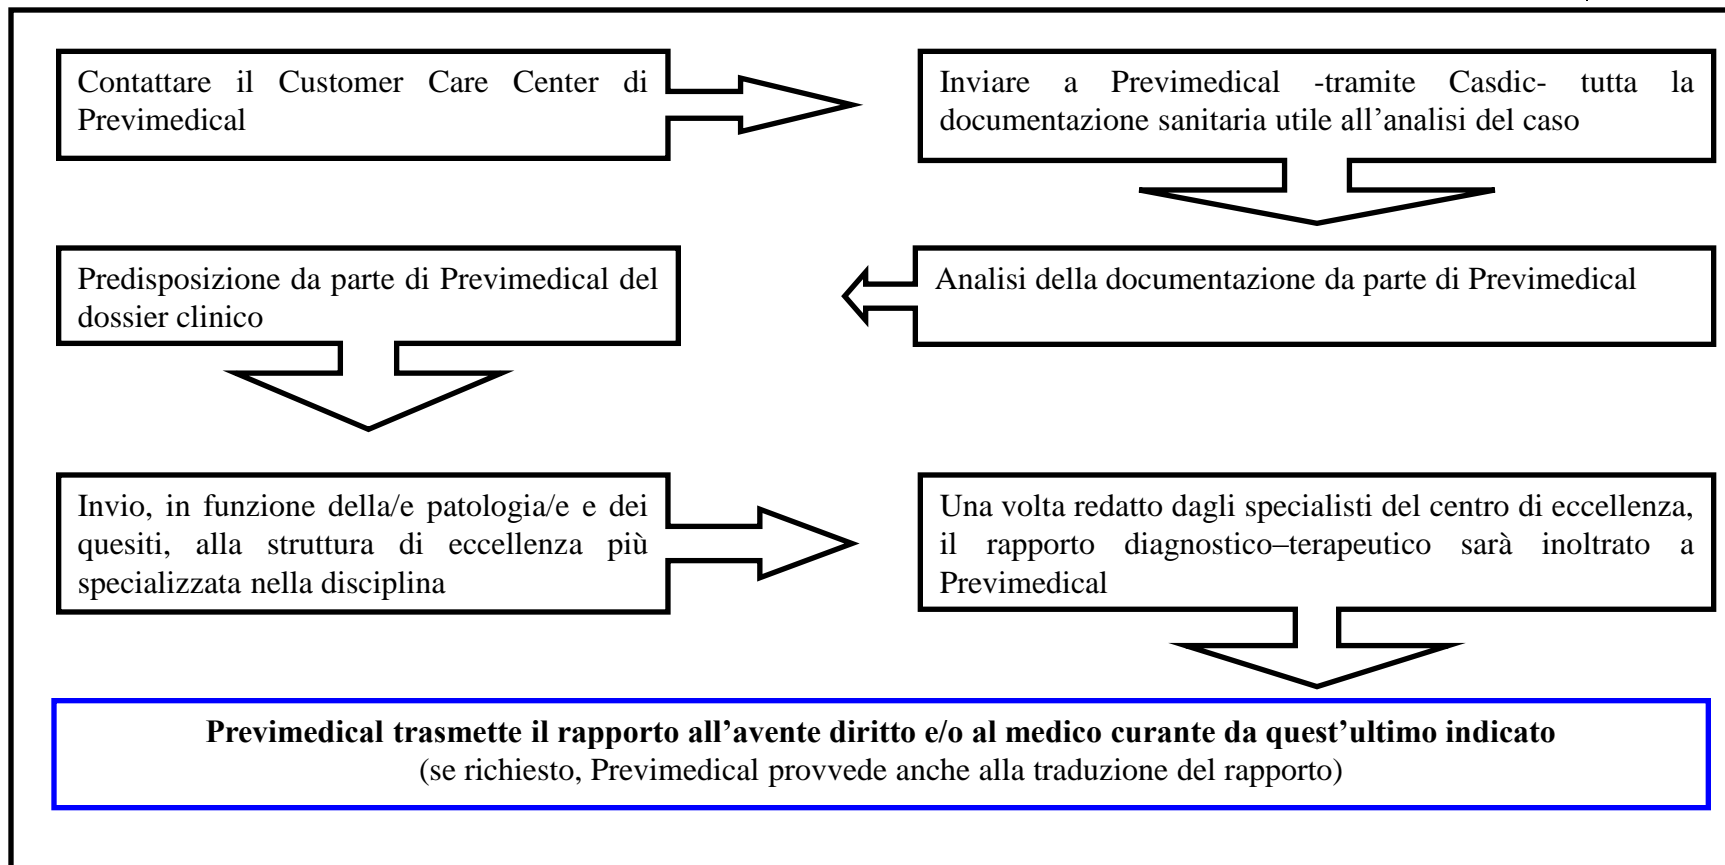 Contattare il Customer Care Center di
Previmedical
Inviare a Previmedical -tramite Casdic- tutta la
documentazione sanitaria utile all’analisi del caso
Analisi della documentazione da parte di Previmedical
Predisposizione da parte di Previmedical del
dossier clinico
Invio, in funzione della/e patologia/e e dei
quesiti, alla struttura di eccellenza più
specializzata nella disciplina
Una volta redatto dagli specialisti del centro di eccellenza,
il rapporto diagnostico–terapeutico sarà inoltrato a
Previmedical
Previmedical trasmette il rapporto all’avente diritto e/o al medico curante da quest’ultimo indicato
(se richiesto, Previmedical provvede anche alla traduzione del rapporto)